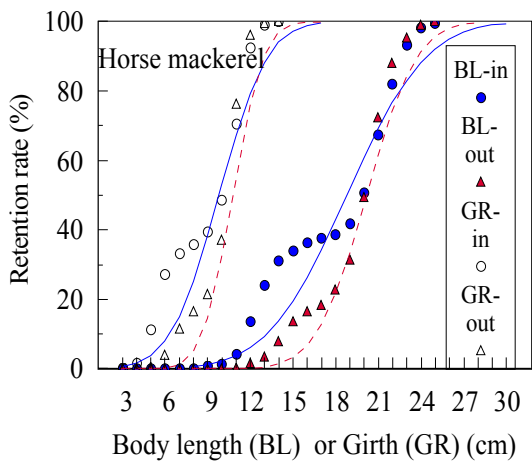 Retention rate (%)
100
80
60
40
20
0
Horse mackerel
BL-in
BL-
out
GR-
in
GR-
out
3 6 9 12 15 18 21 24 27 30
Body length (BL) or Girth (GR) (cm)